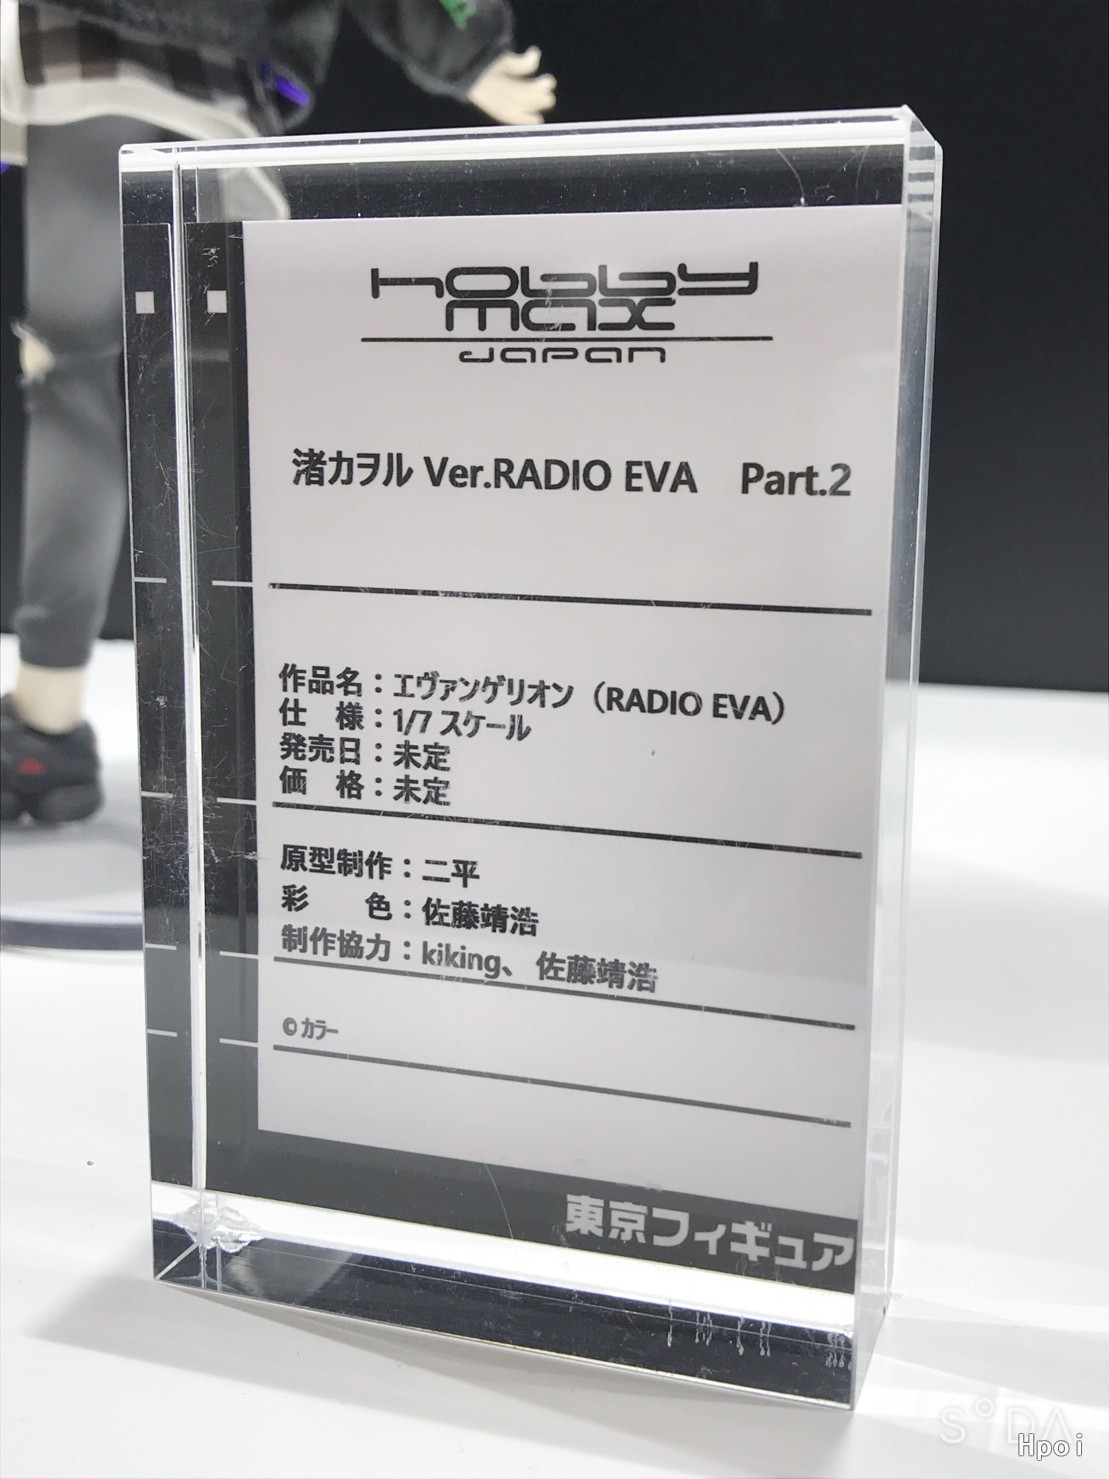 hobby
max
Japan
渚カヲル Ver.RADIO EVA　Part.2
作品名：エヴァンゲリオン（RADIO EVA）
仕　様：1/7 スケール
発売日：未定
価　格：未定
原型制作：二平
彩　　色：佐藤靖浩
制作協力：kiking、佐藤靖浩
©カラー
東京フィギュア
SODA
Hpoi